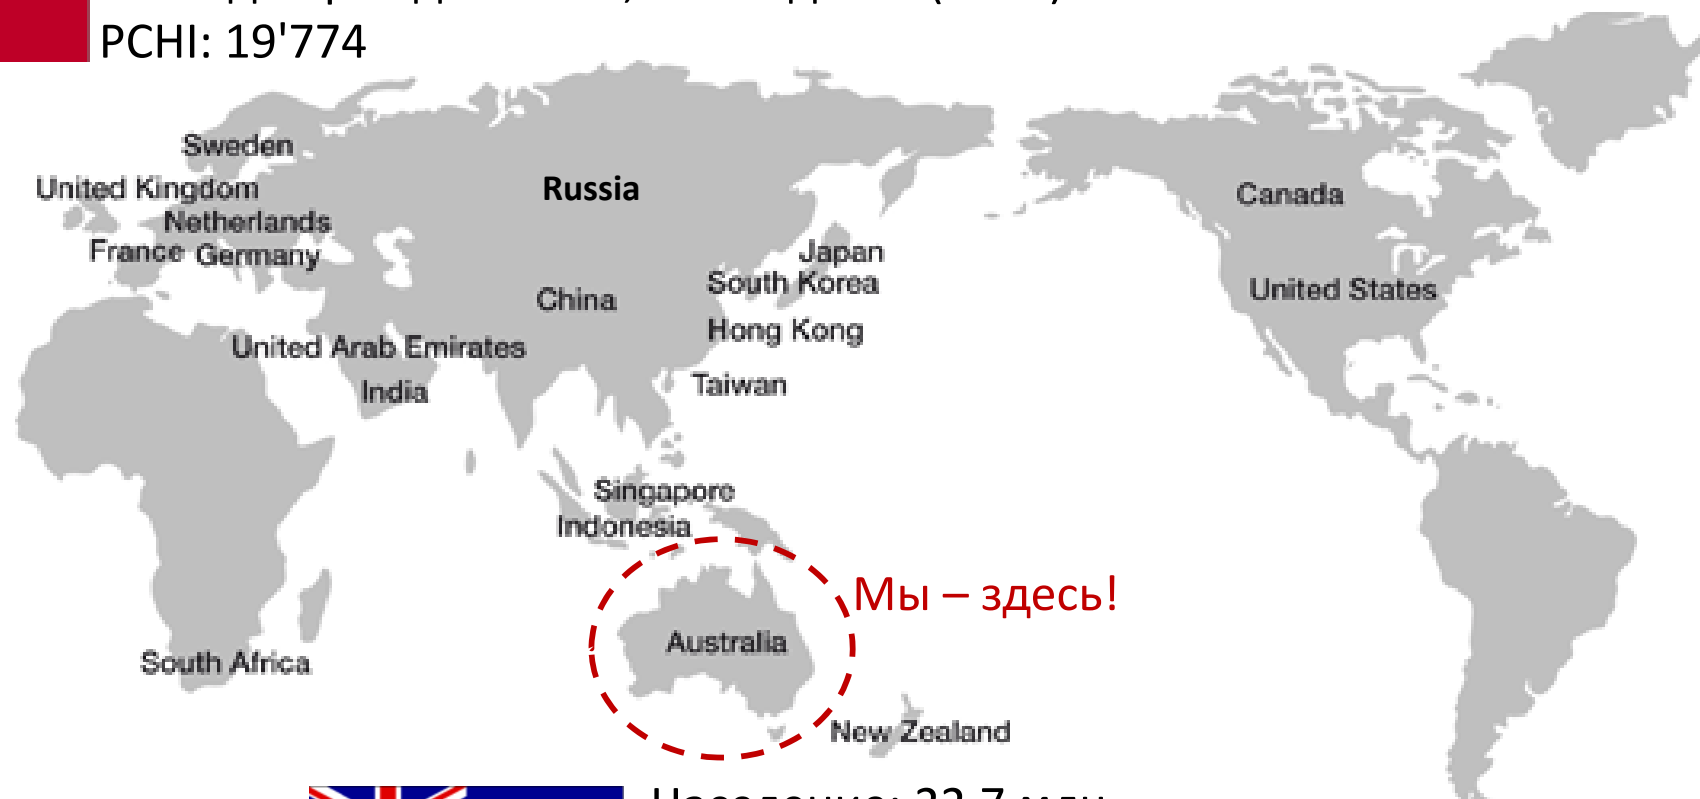 PCHI: 19'774
Sweden
United Kingdom
Russia
Canada
Netherlands
France
Germany
Japan
South Korea
United States
China
Hong Kong
United Arab Emirates
Taiwan
India
Singapore
Indonesia
Мы – здесь!
Australia
South Africa
New Zealand